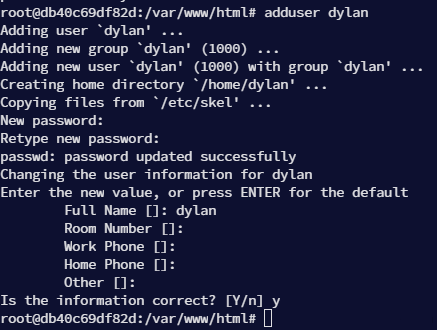 root@db40c69df82d:/var/www/html# adduser dylan
Adding user `dylan' ...
Adding new group `dylan' (1000) ...
Adding new user `dylan' (1000) with group `dylan' ...
Creating home directory `/home/dylan' ...
Copying files from `/etc/skel' ...
New password:
Retype new password:
passwd: password updated successfully
Changing the user information for dylan
Enter the new value, or press ENTER for the default
        Full Name []: dylan
        Room Number []:
        Work Phone []:
        Home Phone []:
        Other []:
Is the information correct? [Y/n] y
root@db40c69df82d:/var/www/html#